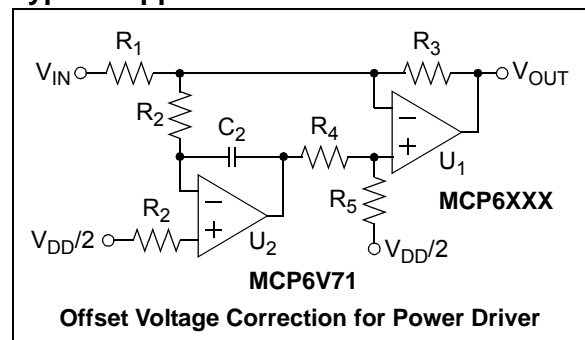 R1
R3
VIN
VOUT
R2
C2
R4
−
+
U1
R2
−
+
R5
MCP6XXX
VDD/2
U2
VDD/2
MCP6V71
Offset Voltage Correction for Power Driver